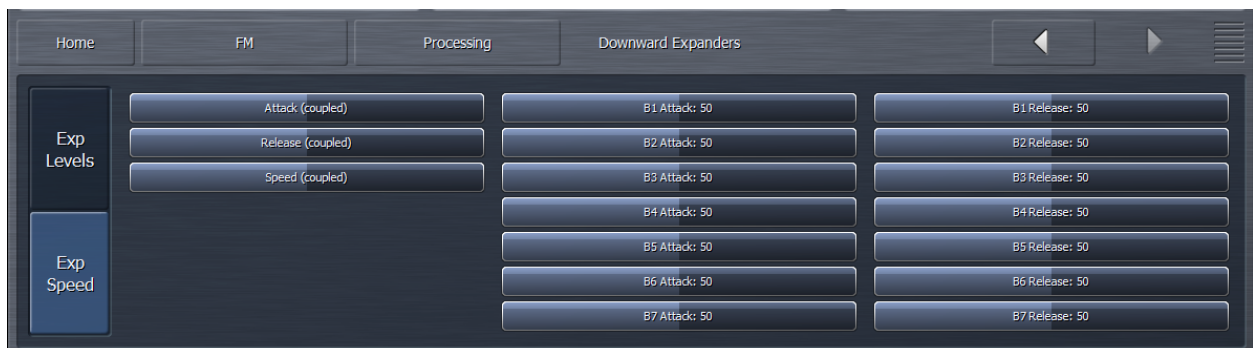 Home
FM
Processing
Downward Expanders
Exp
Levels
Exp
Speed
Attack (coupled)
Release (coupled)
Speed (coupled)
B1 Attack: 50
B2 Attack: 50
B3 Attack: 50
B4 Attack: 50
B5 Attack: 50
B6 Attack: 50
B7 Attack: 50
B1 Release: 50
B2 Release: 50
B3 Release: 50
B4 Release: 50
B5 Release: 50
B6 Release: 50
B7 Release: 50